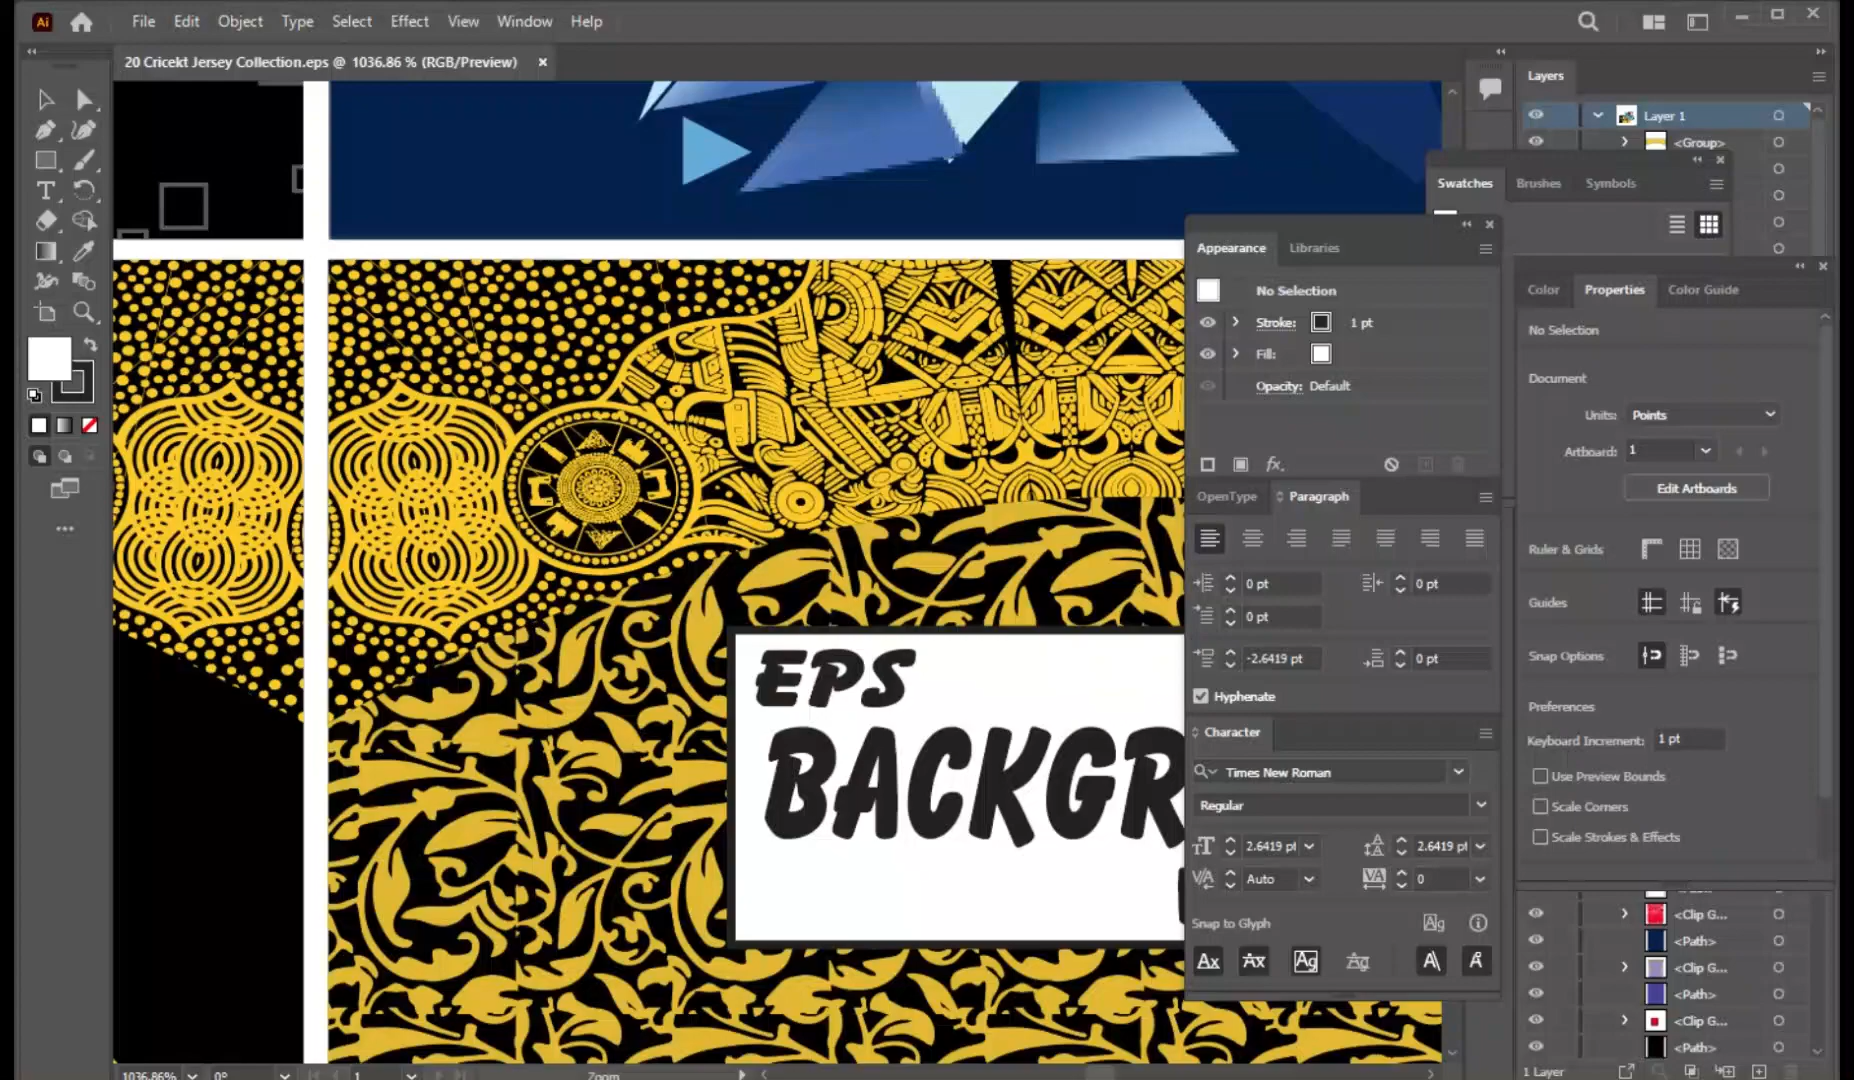 Ai File Edit Object Type Select Effect View Window Help
20 Cricekt Jersey Collection.eps @ 1036.86 % (RGB/Preview) ×
Layers
Layer 1
<Group>
Swatches Brushes Symbols
Appearance Libraries
No Selection
Stroke: 1 pt
Fill:
Opacity: Default
fx.
Color Properties Color Guide
No Selection
Document
Units: Points
Artboard: 1
Edit Artboards
Ruler & Grids
Guides
Snap Options
Preferences
Keyboard Increment: 1 pt
Use Preview Bounds
Scale Corners
Scale Strokes & Effects
OpenType Paragraph
0 pt 0 pt
0 pt
-2.6419 pt 0 pt
Hyphenate
Character
Times New Roman
Regular
2.6419 pt 2.6419 pt
Auto 0
Snap to Glyph
EPS
BACKGR
<Clip G...
<Path>
<Clip G...
<Path>
<Clip G...
<Path>
1 Layer
1036.86% 0° 1 Zoom